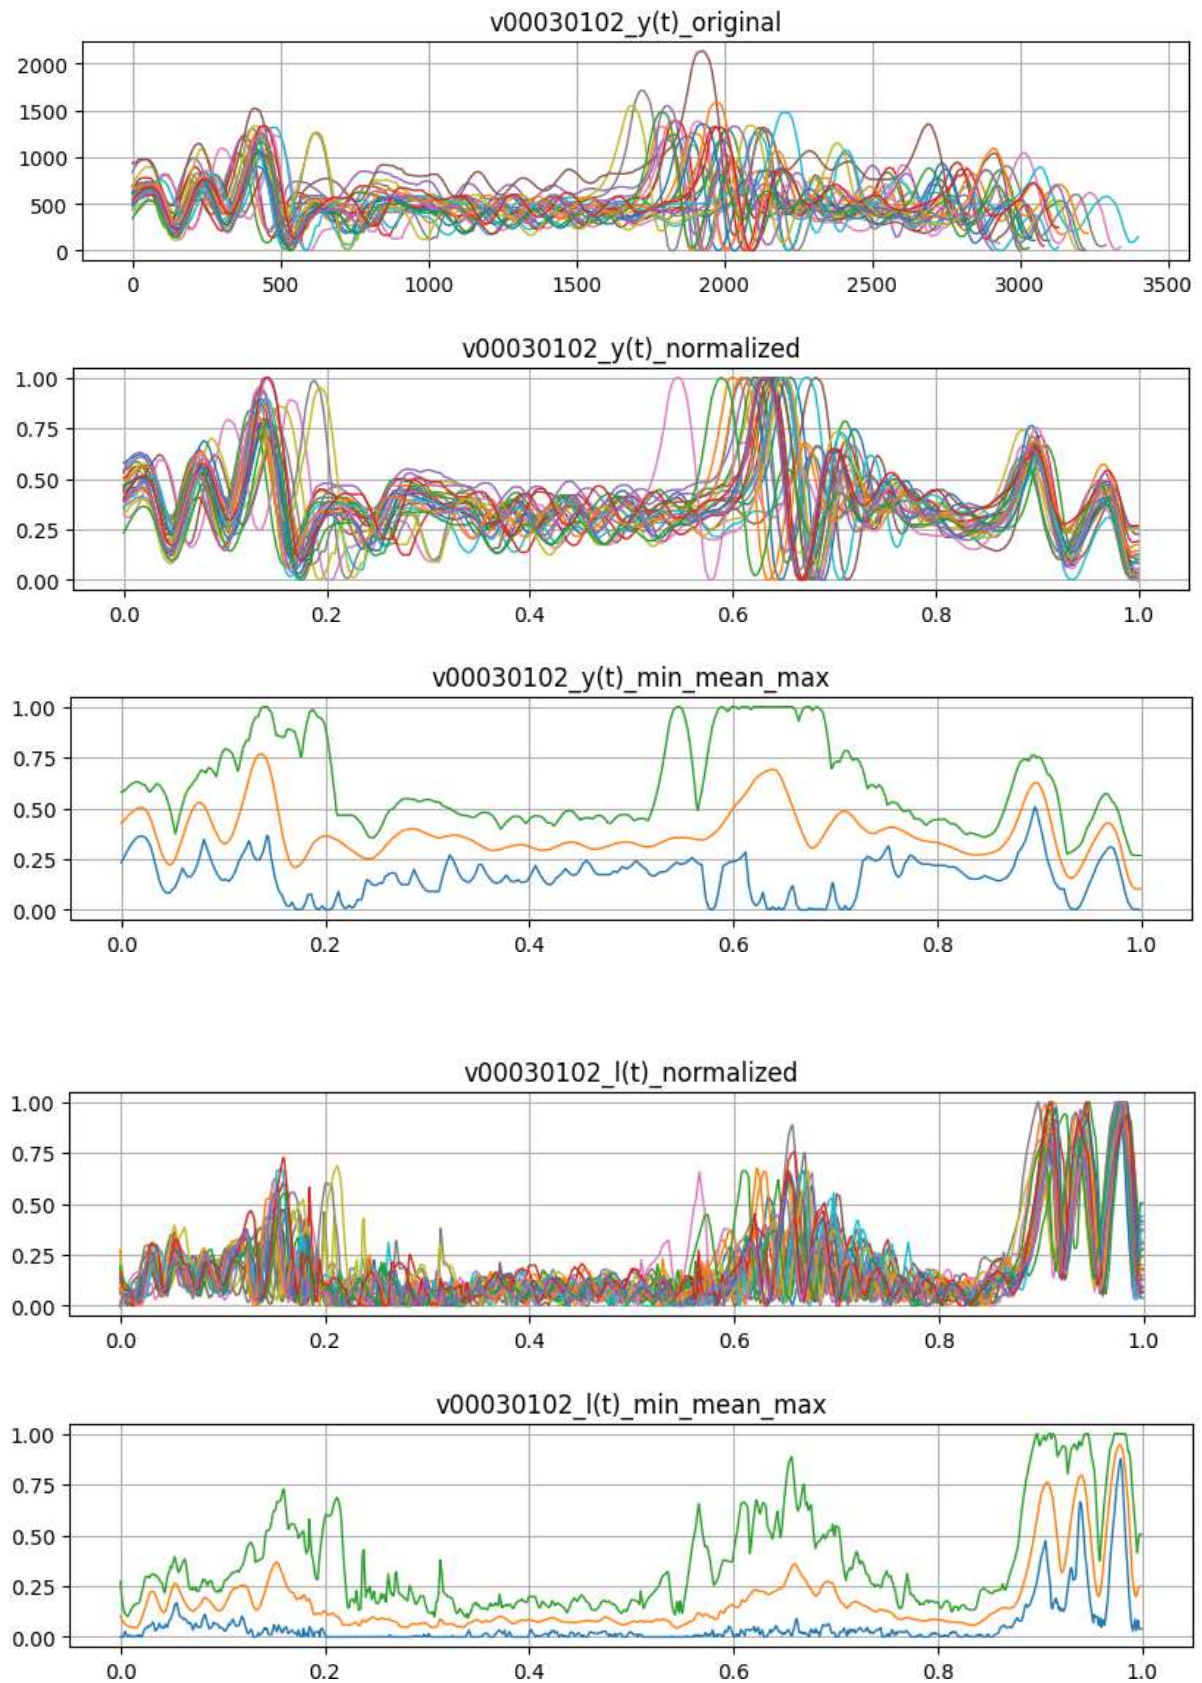 v00030102_y(t)_original
2000
1500
1000
500
0
0 500 1000 1500 2000 2500 3000 3500
v00030102_y(t)_normalized
1.00
0.75
0.50
0.25
0.00
0.0 0.2 0.4 0.6 0.8 1.0
v00030102_y(t)_min_mean_max
1.00
0.75
0.50
0.25
0.00
0.0 0.2 0.4 0.6 0.8 1.0
v00030102_l(t)_normalized
1.00
0.75
0.50
0.25
0.00
0.0 0.2 0.4 0.6 0.8 1.0
v00030102_l(t)_min_mean_max
1.00
0.75
0.50
0.25
0.00
0.0 0.2 0.4 0.6 0.8 1.0